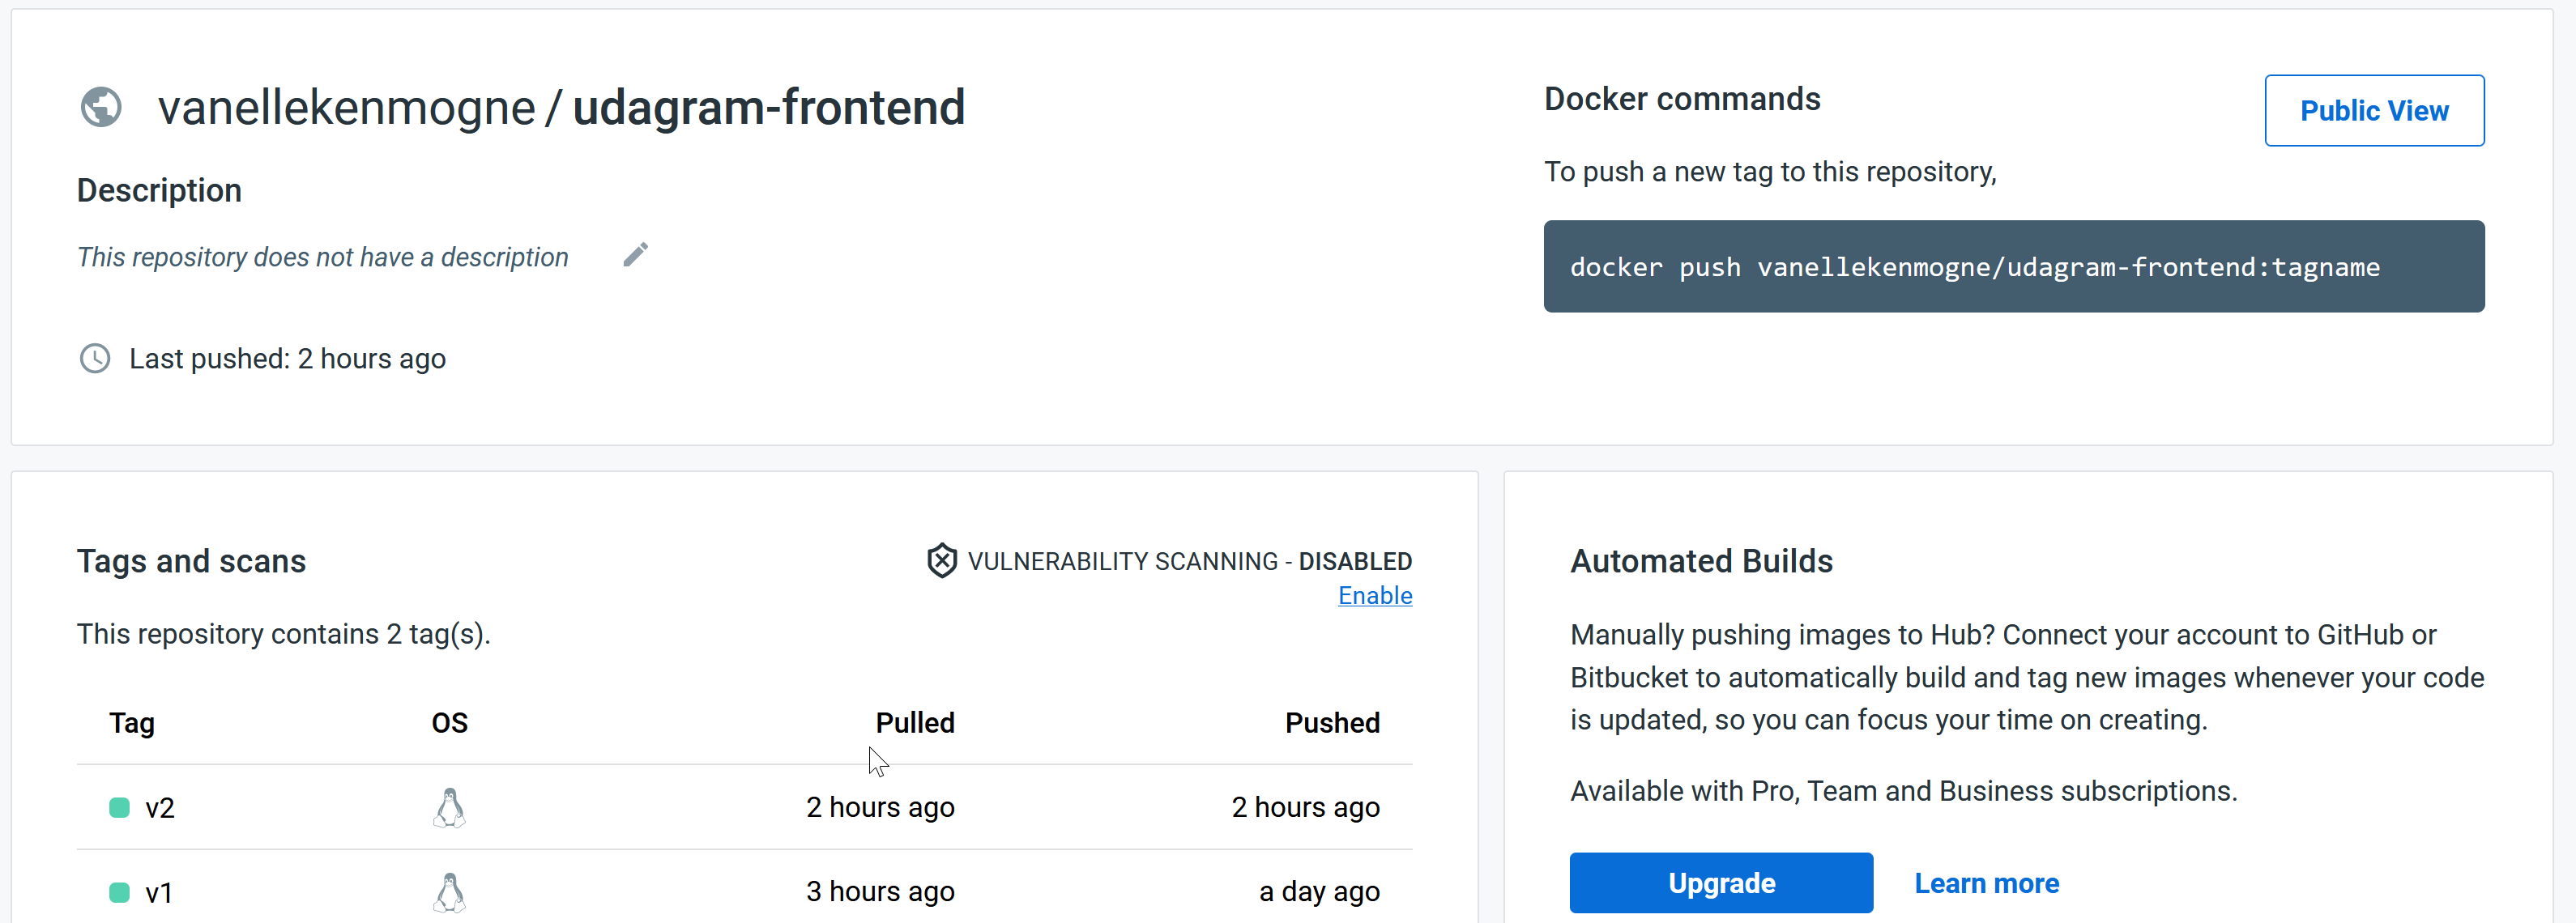 vanellekenmogne / udagram-frontend
Description
This repository does not have a description
Last pushed: 2 hours ago
Docker commands
Public View
To push a new tag to this repository,
docker push vanellekenmogne/udagram-frontend:tagname
Tags and scans
VULNERABILITY SCANNING - DISABLED
Enable
This repository contains 2 tag(s).
Tag OS Pulled Pushed
v2 2 hours ago 2 hours ago
v1 3 hours ago a day ago
Automated Builds
Manually pushing images to Hub? Connect your account to GitHub or
Bitbucket to automatically build and tag new images whenever your code
is updated, so you can focus your time on creating.
Available with Pro, Team and Business subscriptions.
Upgrade Learn more